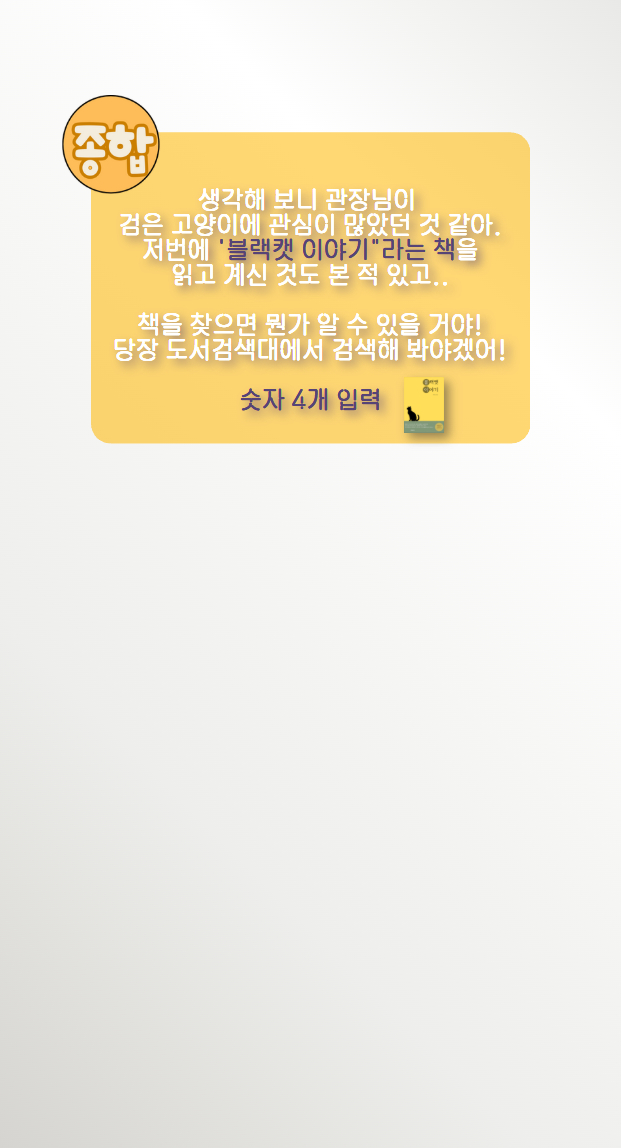 종합
생각해 보니 관장님이
검은 고양이에 관심이 많았던 것 같아.
저번에 '블랙캣 이야기"라는 책을
읽고 계신 것도 본 적 있고..
책을 찾으면 뭔가 알 수 있을 거야!
당장 도서검색대에서 검색해 봐야겠어!
숫자 4개 입력